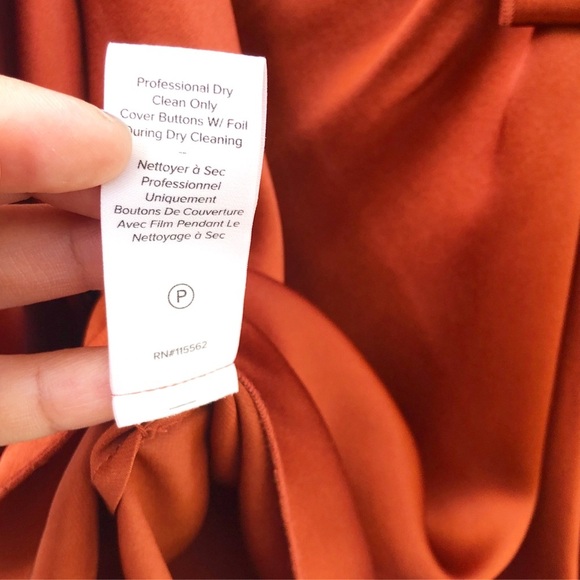 Professional Dry
Clean Only
Cover Buttons W/ Foil
During Dry Cleaning
–
Nettoyer à Sec
Professionnel
Uniquement
Boutons De Couverture
Avec Film Pendant Le
Nettoyage à Sec
P
RN#115562